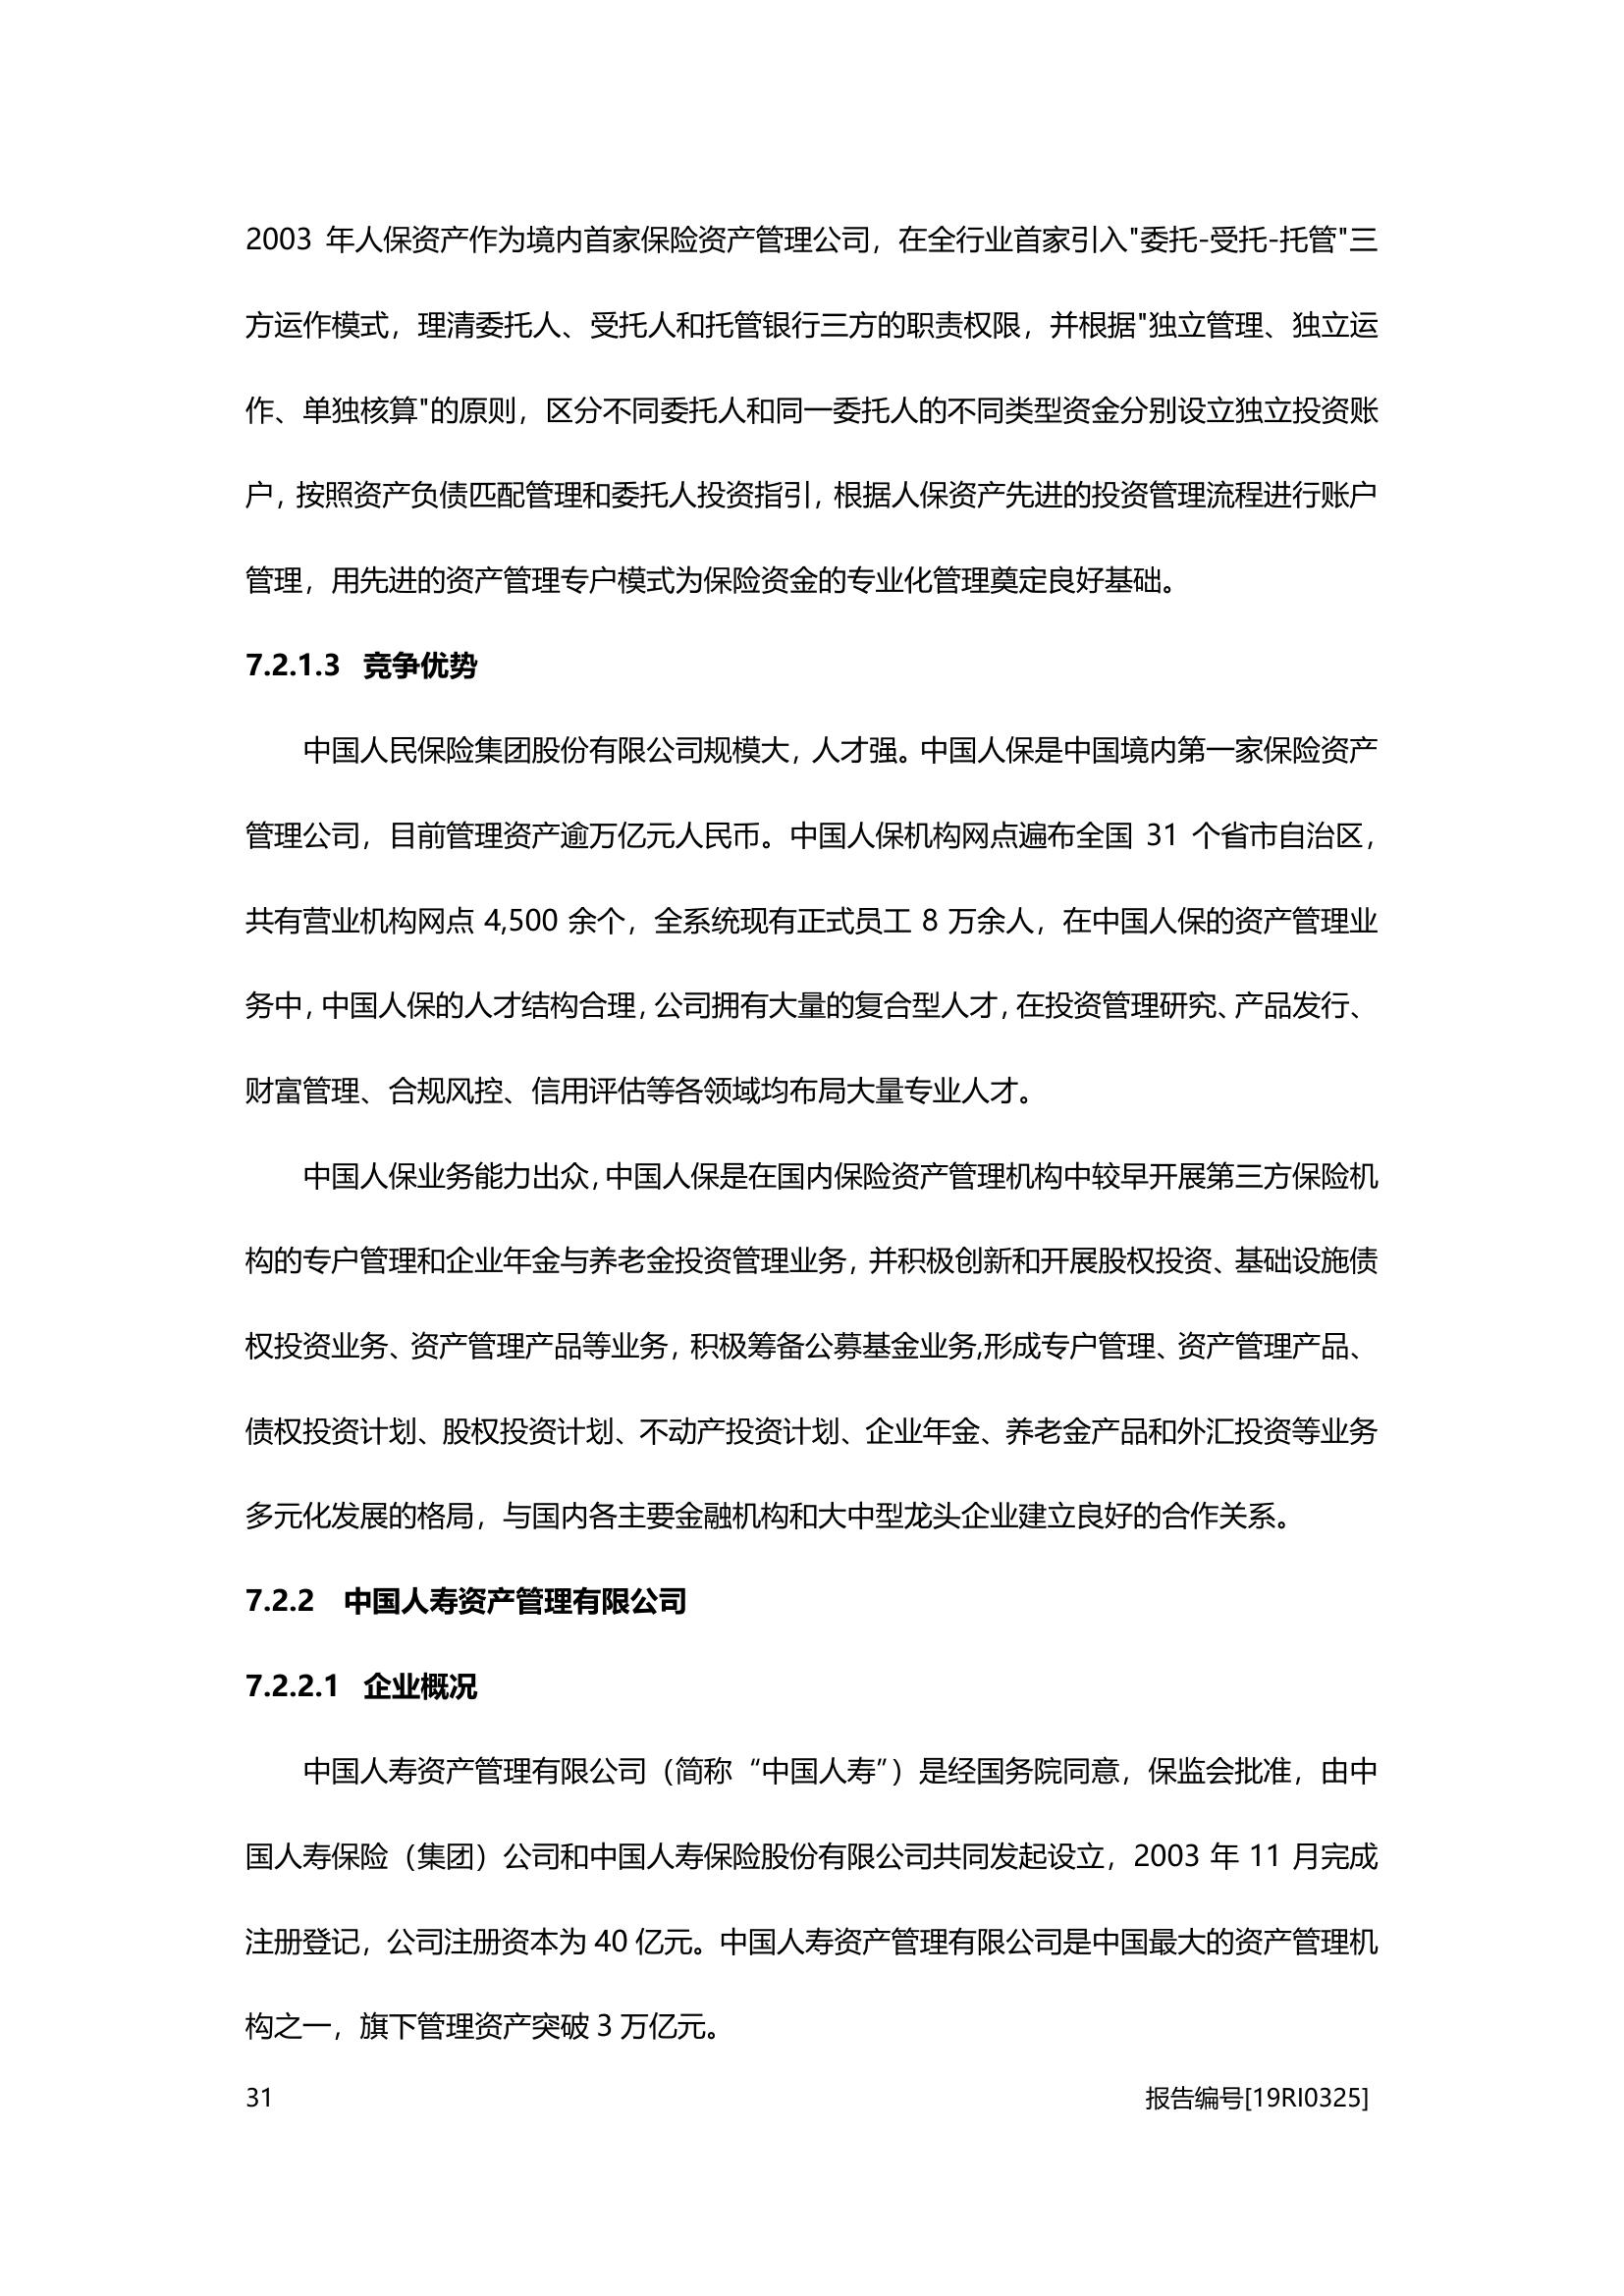 2003 年人保资产作为境内首家保险资产管理公司，在全行业首家引入"委托-受托-托管"三
方运作模式，理清委托人、受托人和托管银行三方的职责权限，并根据"独立管理、独立运
作、单独核算"的原则，区分不同委托人和同一委托人的不同类型资金分别设立独立投资账
户，按照资产负债匹配管理和委托人投资指引，根据人保资产先进的投资管理流程进行账户
管理，用先进的资产管理专户模式为保险资金的专业化管理奠定良好基础。
7.2.1.3 竞争优势
中国人民保险集团股份有限公司规模大，人才强。中国人保是中国境内第一家保险资产
管理公司，目前管理资产逾万亿元人民币。中国人保机构网点遍布全国 31 个省市自治区，
共有营业机构网点 4,500 余个，全系统现有正式员工 8 万余人，在中国人保的资产管理业
务中，中国人保的人才结构合理，公司拥有大量的复合型人才，在投资管理研究、产品发行、
财富管理、合规风控、信用评估等各领域均布局大量专业人才。
中国人保业务能力出众，中国人保是在国内保险资产管理机构中较早开展第三方保险机
构的专户管理和企业年金与养老金投资管理业务，并积极创新和开展股权投资、基础设施债
权投资业务、资产管理产品等业务，积极筹备公募基金业务,形成专户管理、资产管理产品、
债权投资计划、股权投资计划、不动产投资计划、企业年金、养老金产品和外汇投资等业务
多元化发展的格局，与国内各主要金融机构和大中型龙头企业建立良好的合作关系。
7.2.2 中国人寿资产管理有限公司
7.2.2.1 企业概况
中国人寿资产管理有限公司（简称“中国人寿”）是经国务院同意，保监会批准，由中
国人寿保险（集团）公司和中国人寿保险股份有限公司共同发起设立，2003 年 11 月完成
注册登记，公司注册资本为 40 亿元。中国人寿资产管理有限公司是中国最大的资产管理机
构之一，旗下管理资产突破 3 万亿元。
31 报告编号[19RI0325]